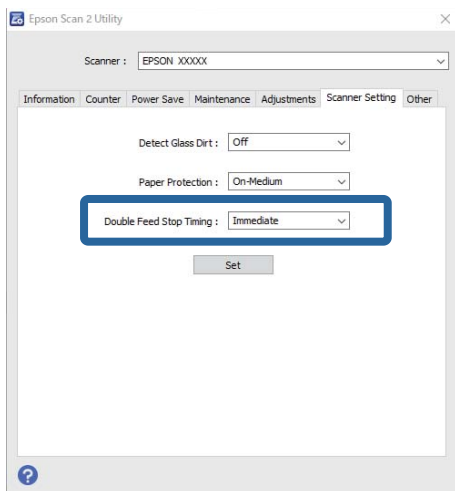 Epson Scan 2 Utility
Scanner : EPSON XXXXX
Information Counter Power Save Maintenance Adjustments Scanner Setting Other
Detect Glass Dirt : Off
Paper Protection : On-Medium
Double Feed Stop Timing : Immediate
Set
?